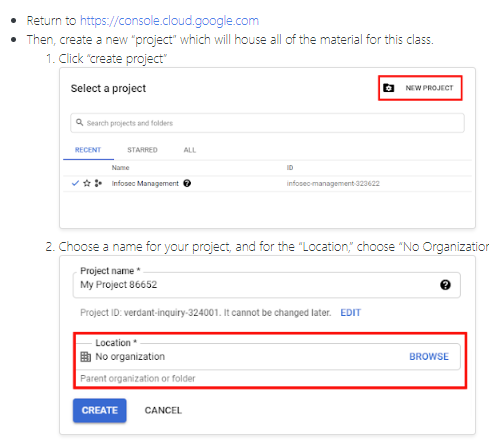 Return to https://console.cloud.google.com
Then, create a new "project" which will house all of the material for this class.
1. Click "create project"
Select a project
NEW PROJECT
Search projects and folders
RECENT STARRED ALL
Name ID
Infosec Management infosec-management-323622
2. Choose a name for your project, and for the "Location," choose "No Organization
Project name *
My Project 86652
Project ID: verdant-inquiry-324001. It cannot be changed later. EDIT
Location *
No organization BROWSE
Parent organization or folder
CREATE CANCEL